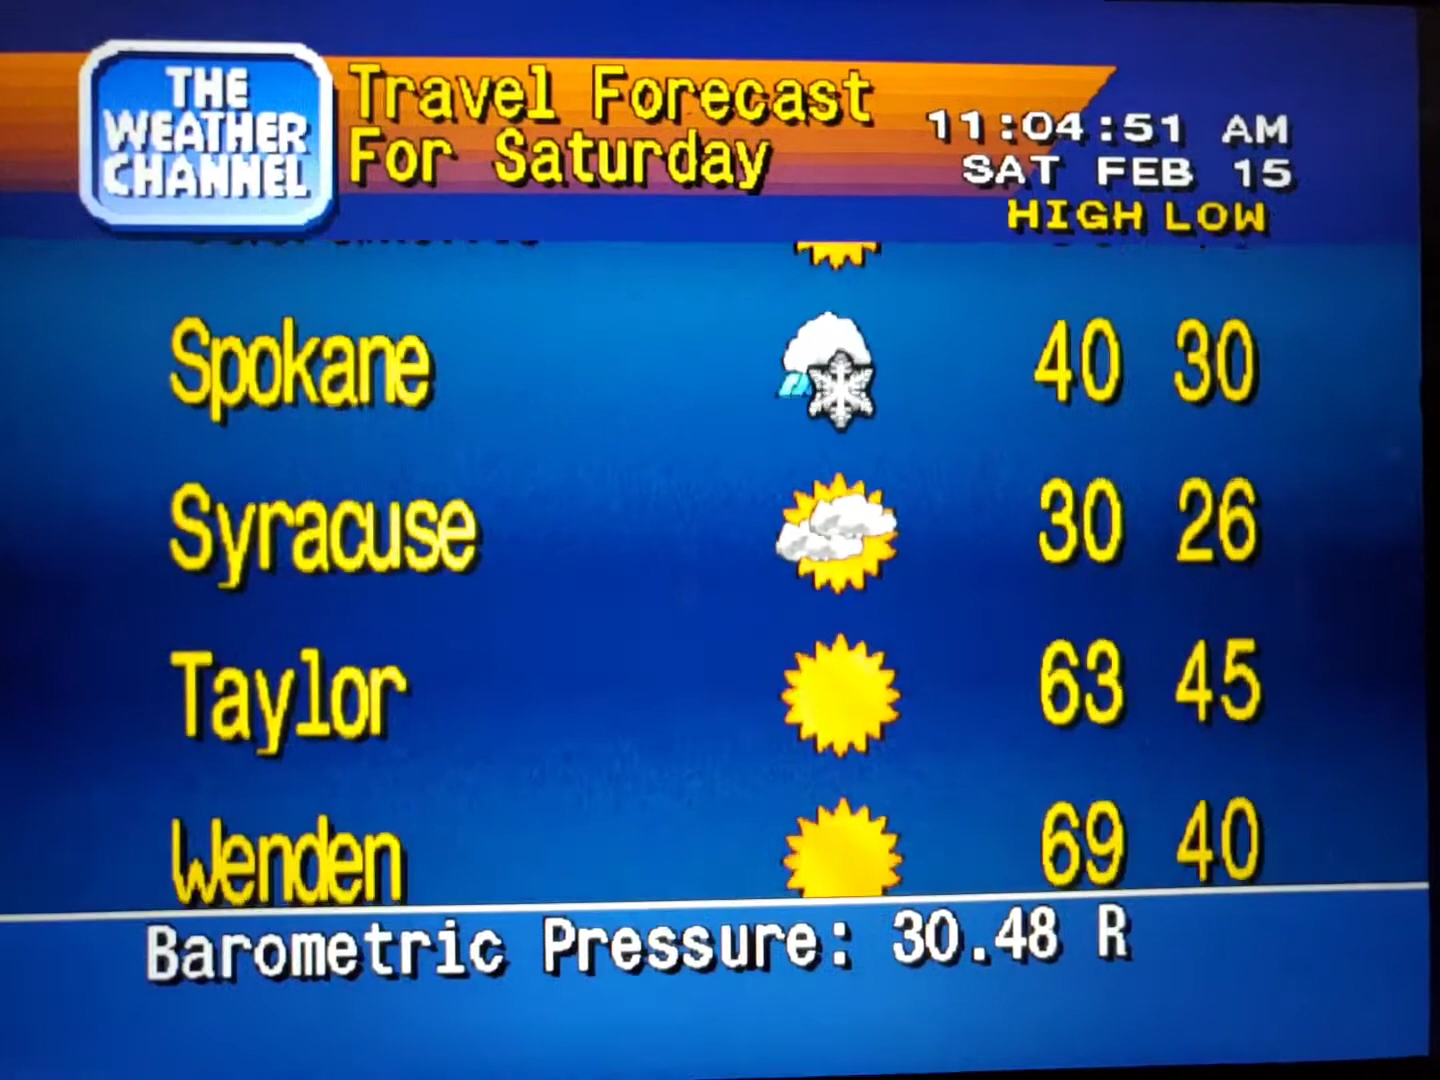 THE
WEATHER
CHANNEL
Travel Forecast
For Saturday
11:04:51 AM
SAT FEB 15
HIGH LOW
Spokane 40 30
Syracuse 30 26
Taylor 63 45
Wenden 69 40
Barometric Pressure: 30.48 R